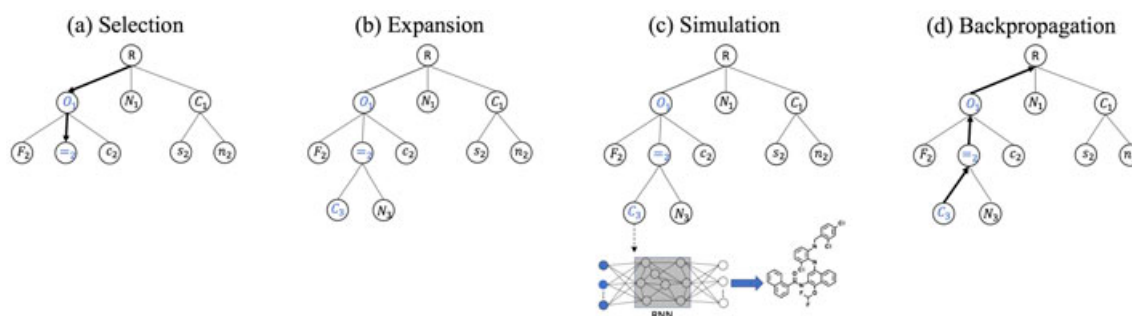 (a) Selection (b) Expansion (c) Simulation (d) Backpropagation
R R R R
O₁ N₁ C₁ O₁ N₁ C₁ O₁ N₁ C₁ O₁ N₁ C₁
F₂ =₂ c₂ s₂ n₂ F₂ =₂ c₂ s₂ n₂ F₂ =₂ c₂ s₂ n₂ F₂ =₂ c₂ s₂ n
C₃ N₃ C₃ N₃ C₃ N₃
RNN